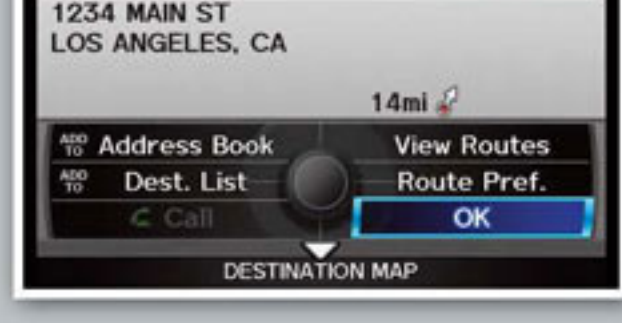 1234 MAIN ST
LOS ANGELES, CA
14mi
ADD TO Address Book
View Routes
ADD TO Dest. List
Route Pref.
Call
OK
DESTINATION MAP